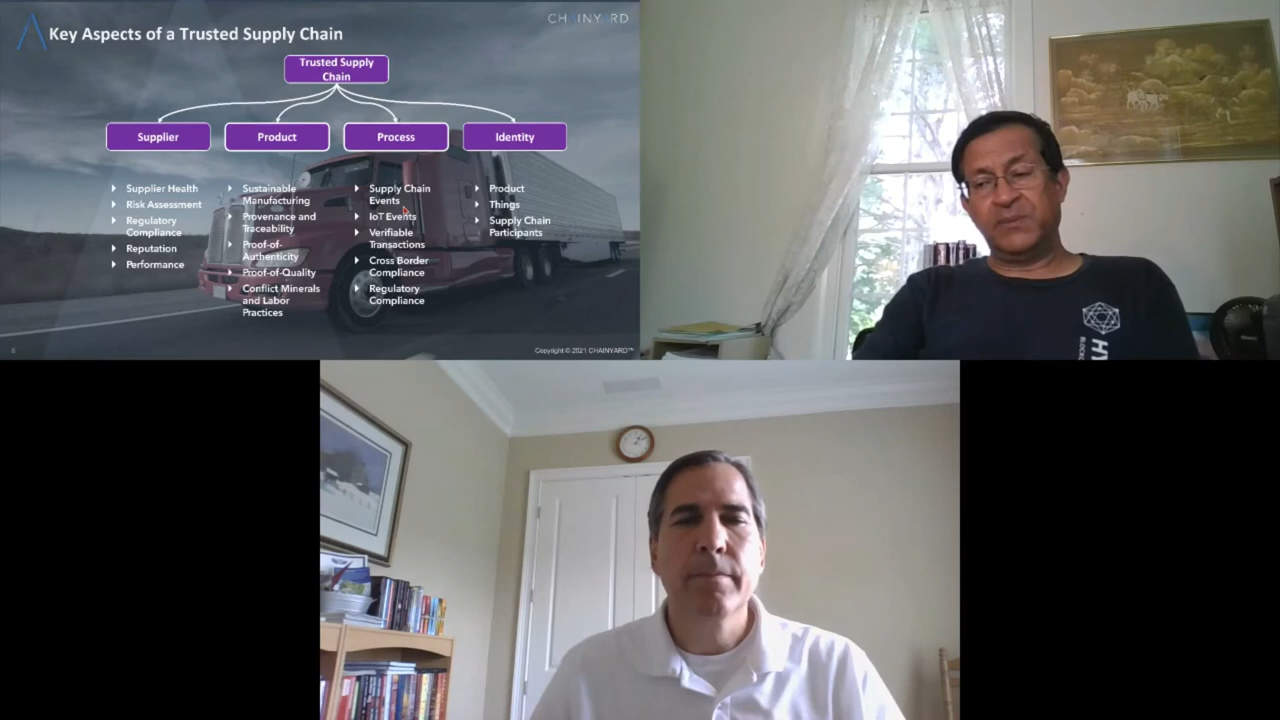 CHAINYARD
Key Aspects of a Trusted Supply Chain
Trusted Supply
Chain
Supplier
Product
Process
Identity
Supplier Health
Risk Assessment
Regulatory
Compliance
Reputation
Performance
Sustainable
Manufacturing
Provenance and
Traceability
Proof-of-
Authenticity
Proof-of-Quality
Conflict Minerals
and Labor
Practices
Supply Chain
Events
IoT Events
Verifiable
Transactions
Cross Border
Compliance
Regulatory
Compliance
Product
Things
Supply Chain
Participants
Copyright © 2021 CHAINYARD™
HY
BLOCKC